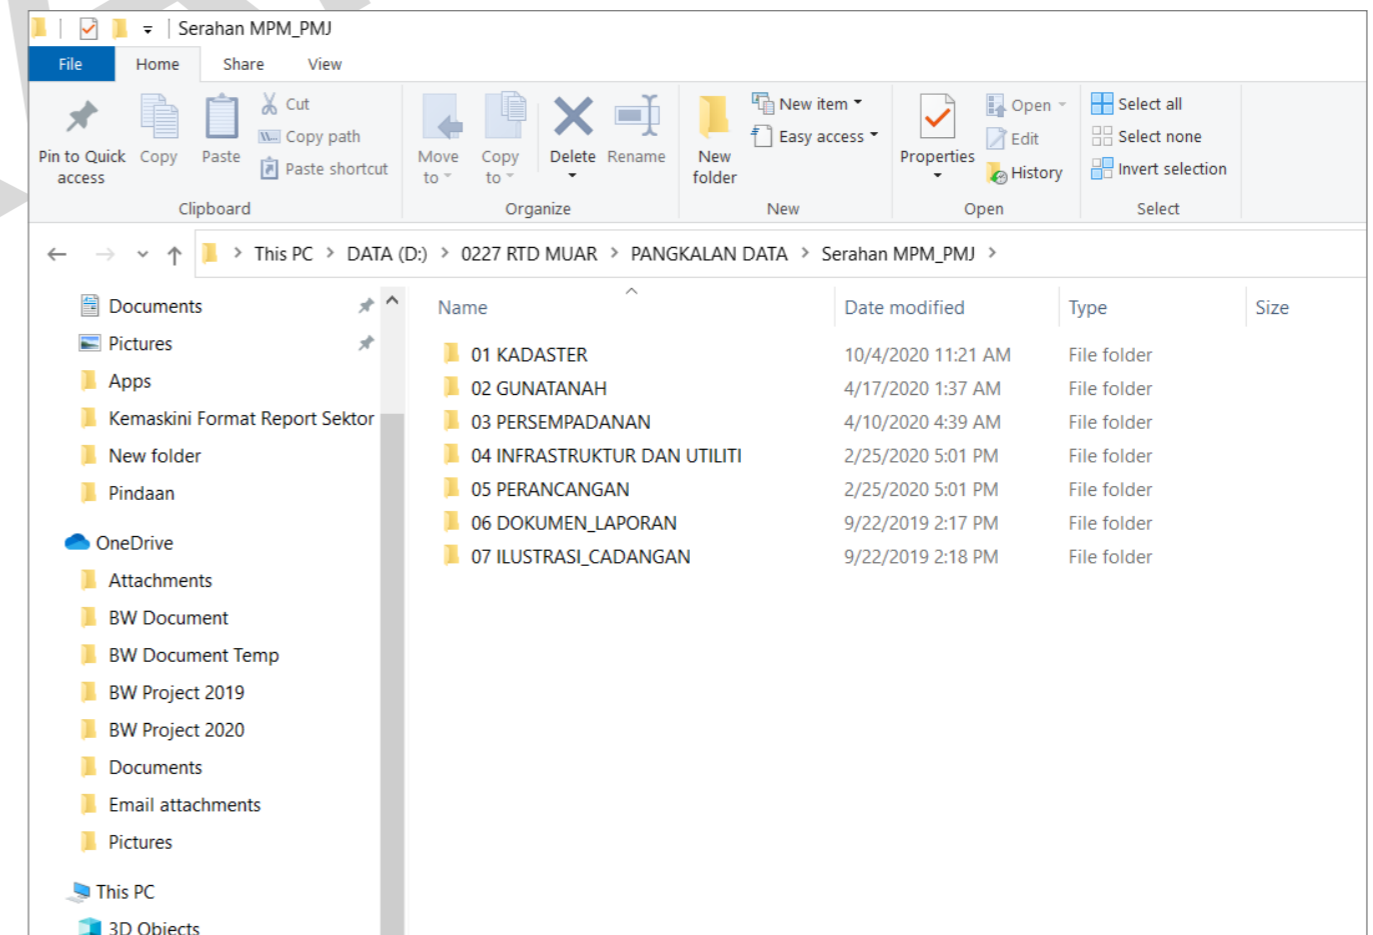 Serahan MPM_PMJ
File Home Share View
Pin to Quick access
Copy
Paste
Cut
Copy path
Paste shortcut
Clipboard
Move to
Copy to
Delete
Rename
Organize
New folder
New item
Easy access
New
Properties
Open
Edit
History
Open
Select all
Select none
Invert selection
Select
This PC > DATA (D:) > 0227 RTD MUAR > PANGKALAN DATA > Serahan MPM_PMJ >
Documents
Pictures
Apps
Kemaskini Format Report Sektor
New folder
Pindaan
OneDrive
Attachments
BW Document
BW Document Temp
BW Project 2019
BW Project 2020
Documents
Email attachments
Pictures
This PC
3D Objects
Name Date modified Type Size
01 KADASTER 10/4/2020 11:21 AM File folder
02 GUNATANAH 4/17/2020 1:37 AM File folder
03 PERSEMPADANAN 4/10/2020 4:39 AM File folder
04 INFRASTRUKTUR DAN UTILITI 2/25/2020 5:01 PM File folder
05 PERANCANGAN 2/25/2020 5:01 PM File folder
06 DOKUMEN_LAPORAN 9/22/2019 2:17 PM File folder
07 ILUSTRASI_CADANGAN 9/22/2019 2:18 PM File folder